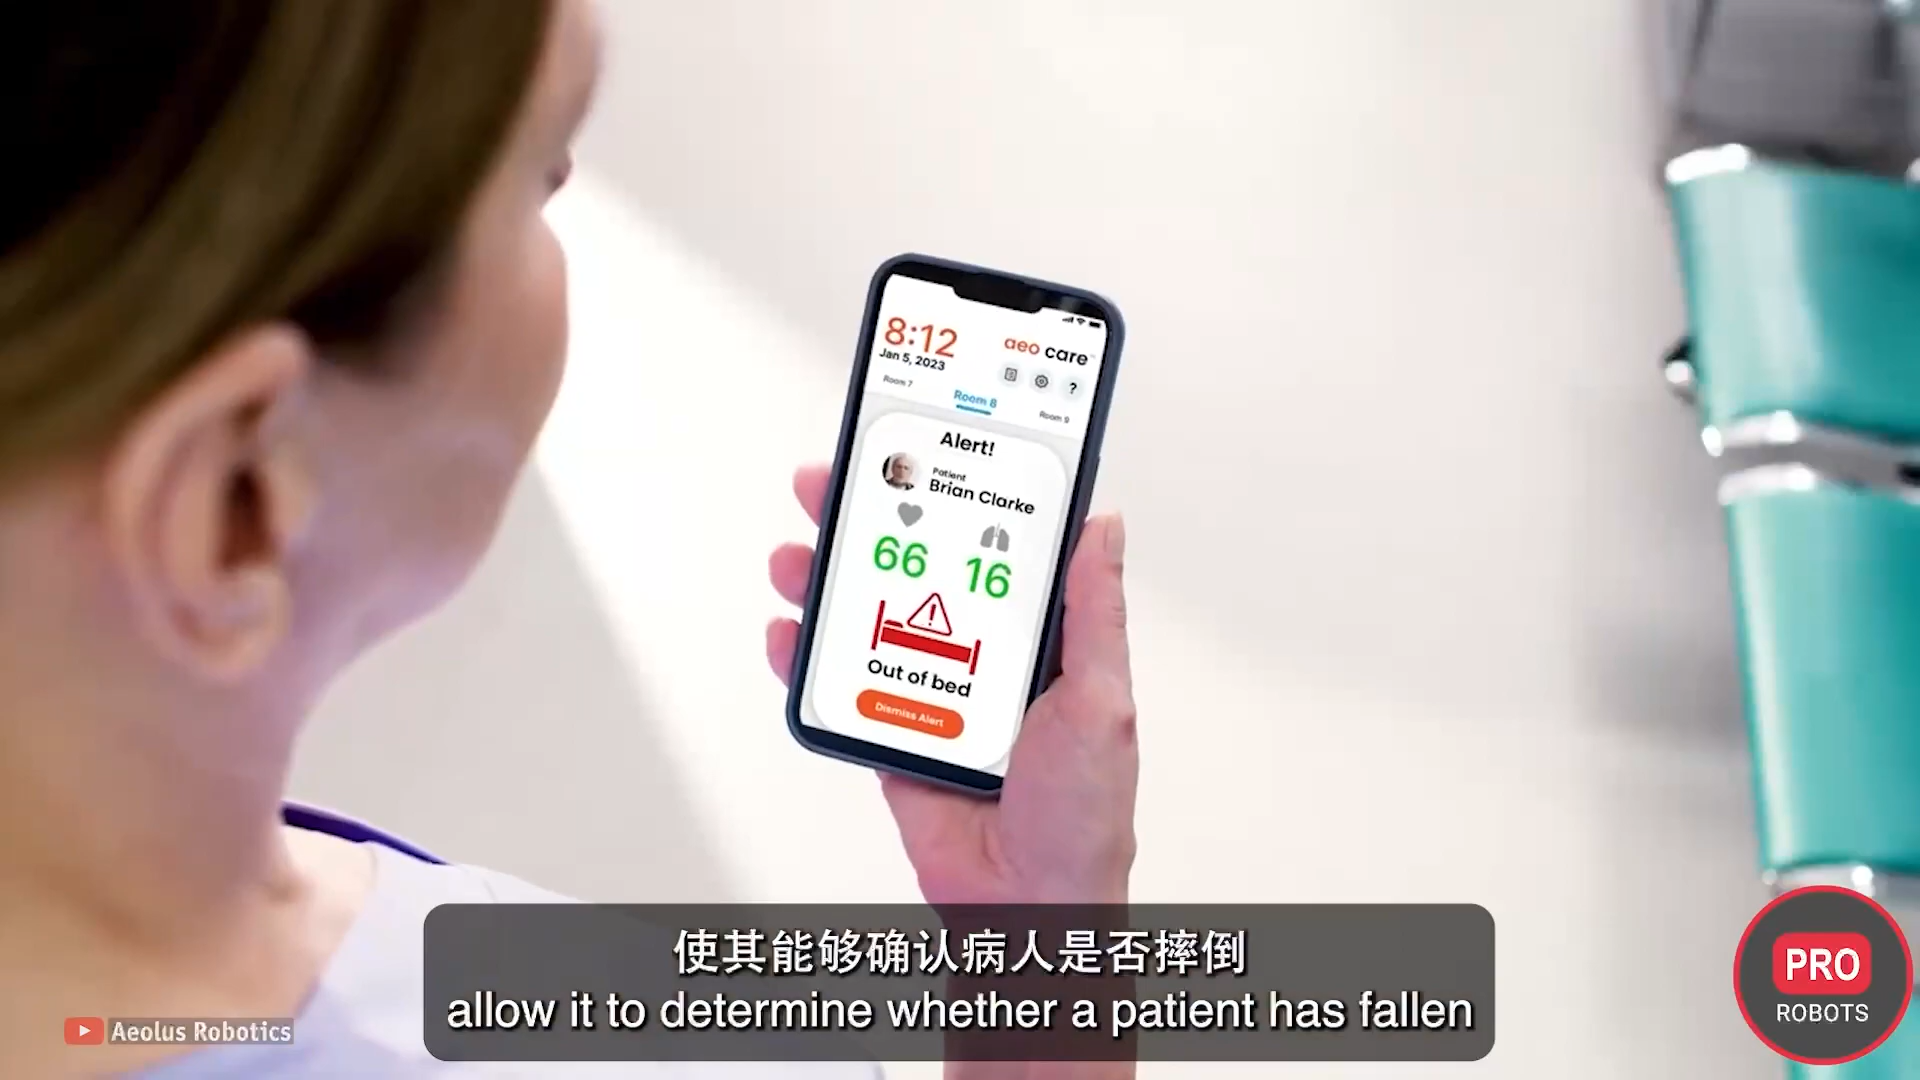 8:12
Jan 5, 2023
aeo care
?
Room 7
Room 8
Room 9
Alert!
Patient
Brian Clarke
66
16
!
Out of bed
Dismiss Alert
使其能够确认病人是否摔倒
allow it to determine whether a patient has fallen
Aeolus Robotics
PRO
ROBOTS